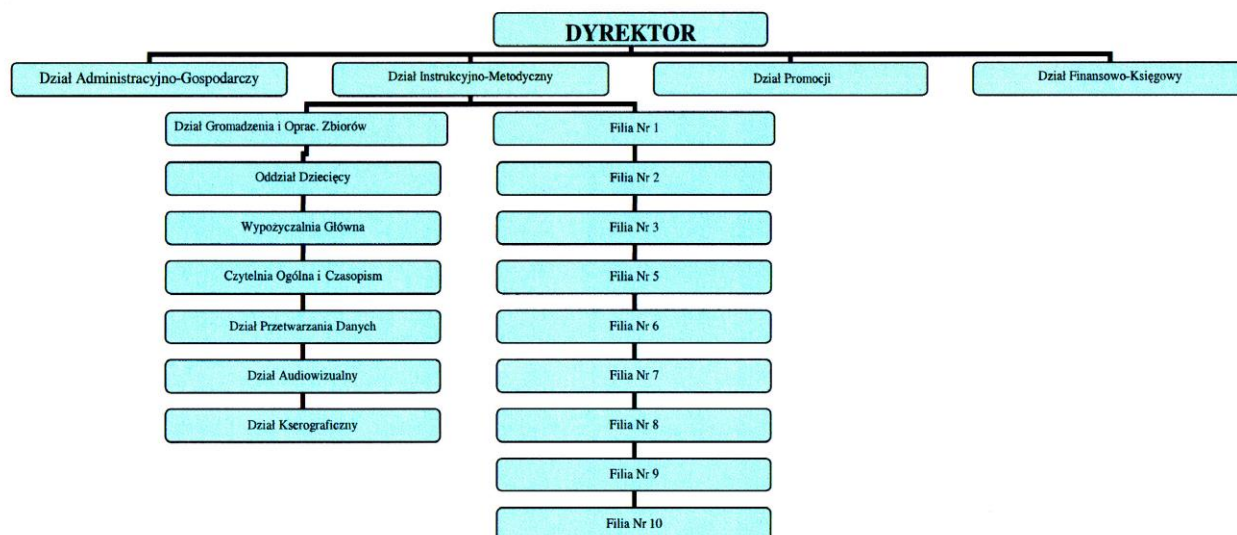 DYREKTOR
Dział Administracyjno-Gospodarczy
Dział Instrukcyjno-Metodyczny
Dział Promocji
Dział Finansowo-Księgowy
Dział Gromadzenia i Oprac. Zbiorów
Filia Nr 1
Oddział Dziecięcy
Filia Nr 2
Wypożyczalnia Główna
Filia Nr 3
Czytelnia Ogólna i Czasopism
Filia Nr 5
Dział Przetwarzania Danych
Filia Nr 6
Dział Audiowizualny
Filia Nr 7
Dział Kserograficzny
Filia Nr 8
Filia Nr 9
Filia Nr 10